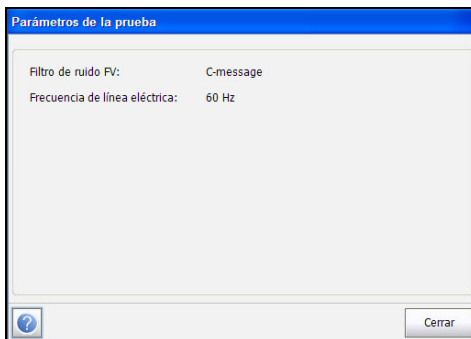 Parámetros de la prueba
Filtro de ruido FV: C-message
Frecuencia de línea eléctrica: 60 Hz
?
Cerrar